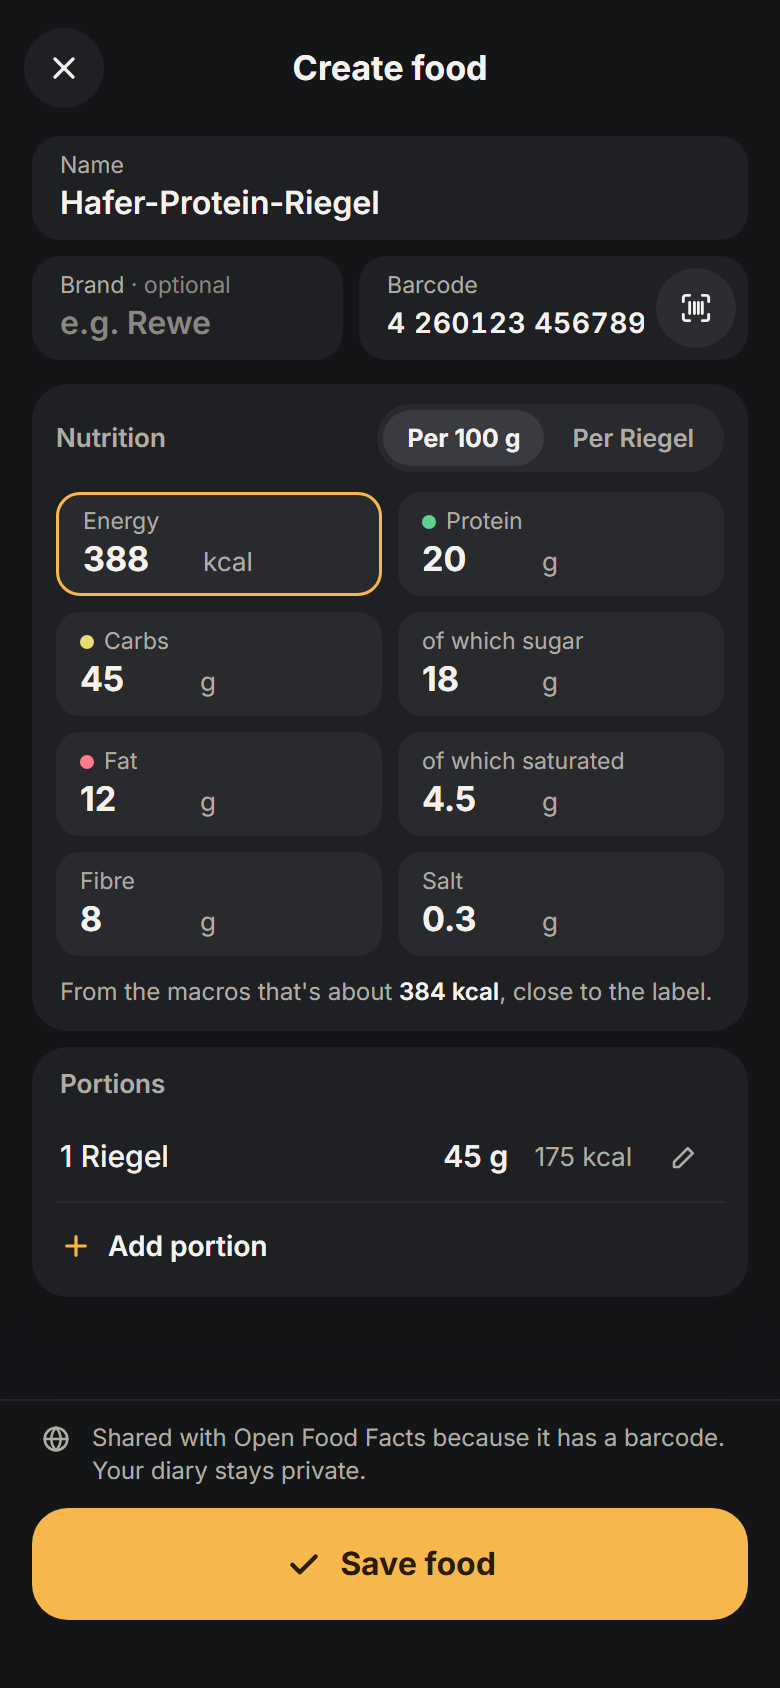 Create food
Name
Hafer-Protein-Riegel
Brand · optional
e.g. Rewe
Barcode
4 260123 456789
Nutrition
Per 100 g
Per Riegel
Energy
388 kcal
Protein
20 g
Carbs
45 g
of which sugar
18 g
Fat
12 g
of which saturated
4.5 g
Fibre
8 g
Salt
0.3 g
From the macros that's about 384 kcal, close to the label.
Portions
1 Riegel 45 g 175 kcal
Add portion
Shared with Open Food Facts because it has a barcode.
Your diary stays private.
Save food